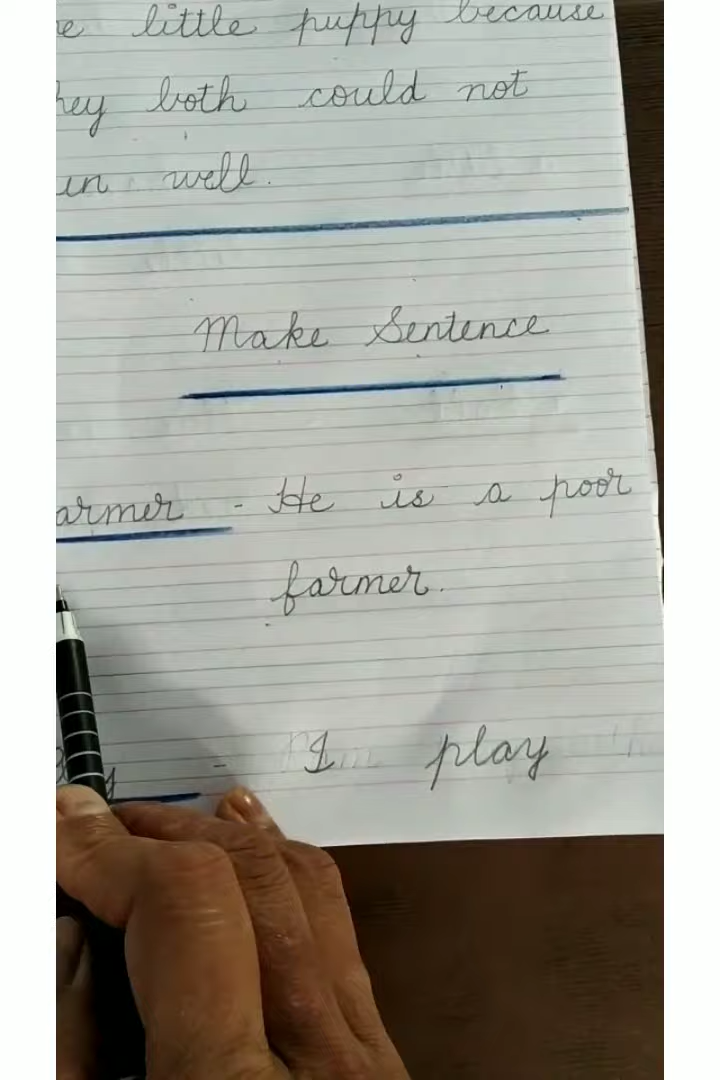 e little puppy because
hey both could not
un well.
Make Sentence
armer - He is a poor
farmer.
- I play